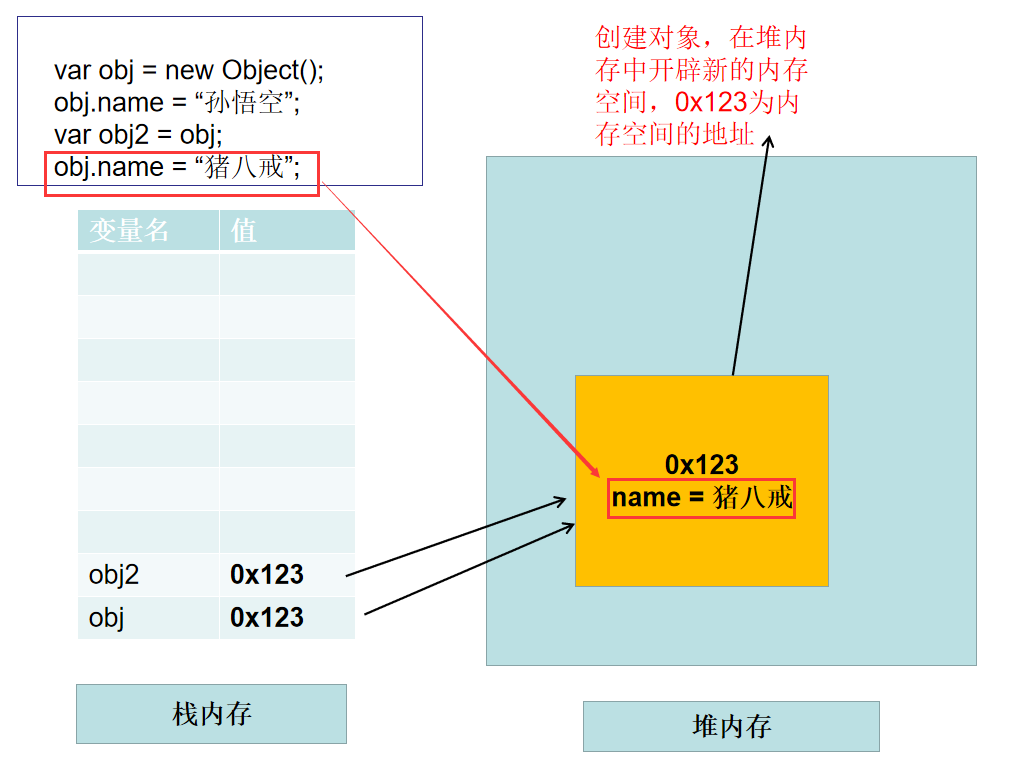 var obj = new Object();
obj.name = “孙悟空”;
var obj2 = obj;
obj.name = “猪八戒”;
创建对象，在堆内
存中开辟新的内存
空间，0x123为内
存空间的地址
变量名 值
0x123
name = 猪八戒
obj2 0x123
obj 0x123
栈内存
堆内存